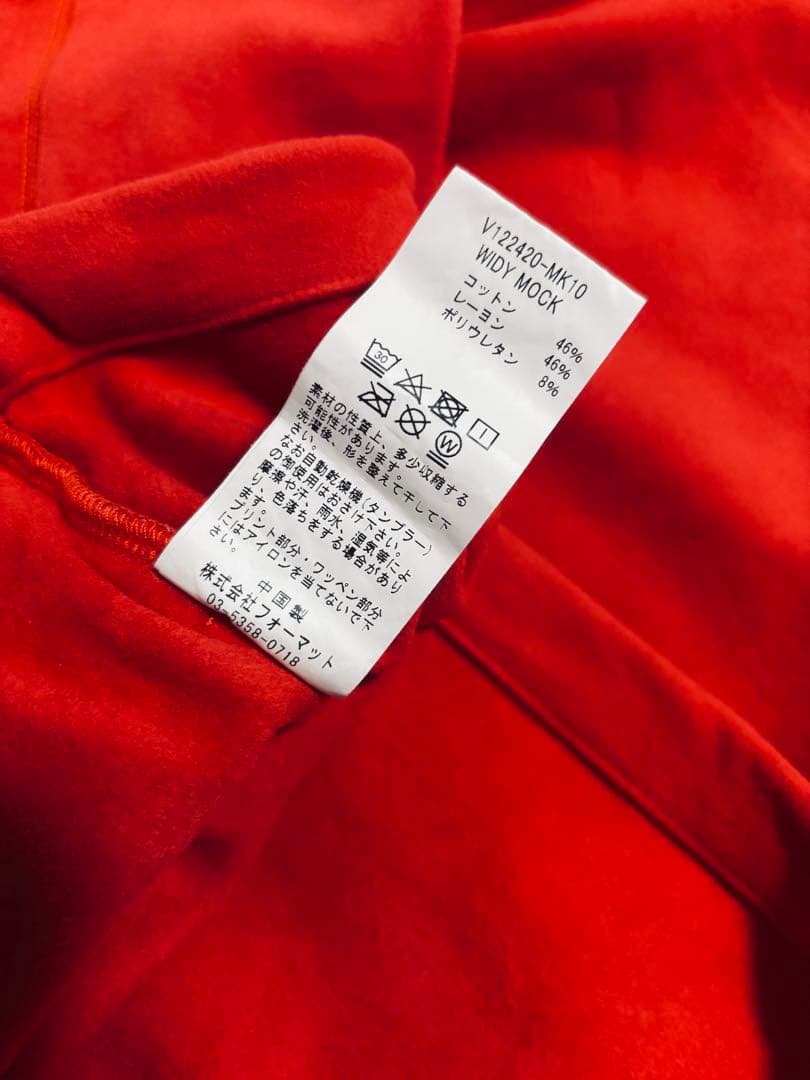 V122420-MK10
WIDY MOCK
コットン 46%
レーヨン 46%
ポリウレタン 8%
30
W
素材の性質上、多少収縮する
可能性があります。
洗濯後、形を整えて干して下
さい。
なお自動乾燥機(タンブラー)
の御使用はおさけ下さい。
摩擦や汗、雨水、湿気等によ
り、色落ちをする場合があり
ます。
プリント部分・ワッペン部分
にはアイロンを当てないで下
さい。
中国製
株式会社フォーマット
03-5358-0718